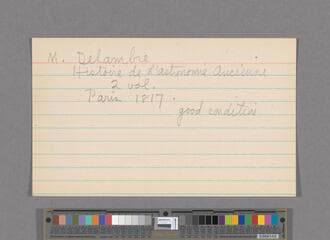 M. Delambre
Histoire de l'astronomie Ancienne
2 vol.
Paris 1817.
good condition